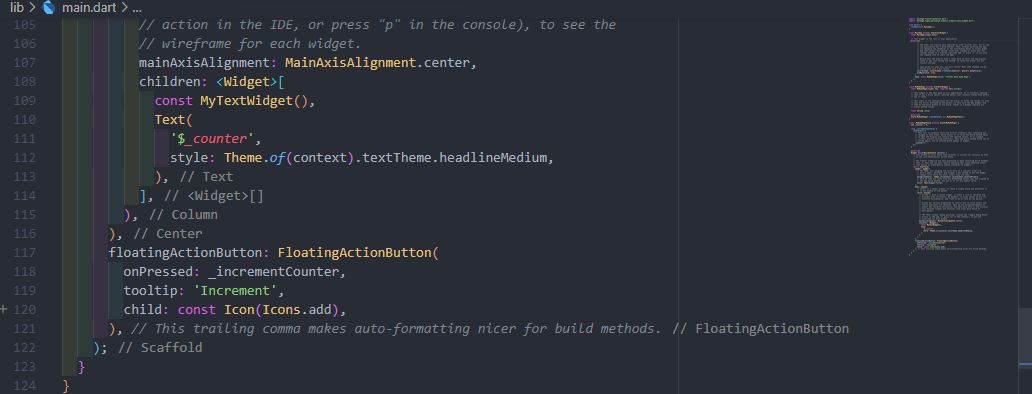 lib > main.dart > ...
105 // action in the IDE, or press "p" in the console), to see the
106 // wireframe for each widget.
107 mainAxisAlignment: MainAxisAlignment.center,
108 children: <Widget>[
109 const MyTextWidget(),
110 Text(
111 '$_counter',
112 style: Theme.of(context).textTheme.headlineMedium,
113 ), // Text
114 ], // <Widget>[]
115 ), // Column
116 ), // Center
117 floatingActionButton: FloatingActionButton(
118 onPressed: _incrementCounter,
119 tooltip: 'Increment',
120 child: const Icon(Icons.add),
121 ), // This trailing comma makes auto-formatting nicer for build methods. // FloatingActionButton
122 ); // Scaffold
123 }
124 }